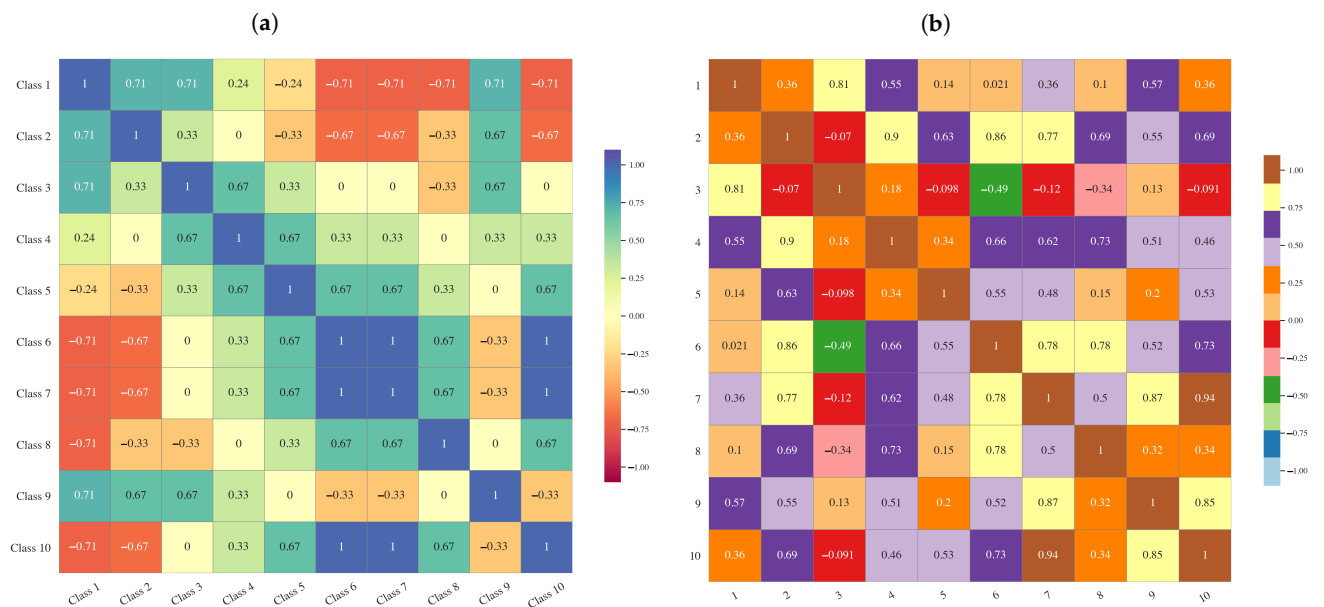 (a)
(b)
Class 1 1 0.71 0.71 0.24 −0.24 −0.71 −0.71 −0.71 0.71 −0.71
Class 2 0.71 1 0.33 0 −0.33 −0.67 −0.67 −0.33 0.67 −0.67
Class 3 0.71 0.33 1 0.67 0.33 0 0 −0.33 0.67 0
Class 4 0.24 0 0.67 1 0.67 0.33 0.33 0 0.33 0.33
Class 5 −0.24 −0.33 0.33 0.67 1 0.67 0.67 0.33 0 0.67
Class 6 −0.71 −0.67 0 0.33 0.67 1 1 0.67 −0.33 1
Class 7 −0.71 −0.67 0 0.33 0.67 1 1 0.67 −0.33 1
Class 8 −0.71 −0.33 −0.33 0 0.33 0.67 0.67 1 0 0.67
Class 9 0.71 0.67 0.67 0.33 0 −0.33 −0.33 0 1 −0.33
Class 10 −0.71 −0.67 0 0.33 0.67 1 1 0.67 −0.33 1
Class 1 Class 2 Class 3 Class 4 Class 5 Class 6 Class 7 Class 8 Class 9 Class 10
1.00
0.75
0.50
0.25
0.00
−0.25
−0.50
−0.75
−1.00
1 1 0.36 0.81 0.55 0.14 0.021 0.36 0.1 0.57 0.36
2 0.36 1 −0.07 0.9 0.63 0.86 0.77 0.69 0.55 0.69
3 0.81 −0.07 1 0.18 −0.098 −0.49 −0.12 −0.34 0.13 −0.091
4 0.55 0.9 0.18 1 0.34 0.66 0.62 0.73 0.51 0.46
5 0.14 0.63 −0.098 0.34 1 0.55 0.48 0.15 0.2 0.53
6 0.021 0.86 −0.49 0.66 0.55 1 0.78 0.78 0.52 0.73
7 0.36 0.77 −0.12 0.62 0.48 0.78 1 0.5 0.87 0.94
8 0.1 0.69 −0.34 0.73 0.15 0.78 0.5 1 0.32 0.34
9 0.57 0.55 0.13 0.51 0.2 0.52 0.87 0.32 1 0.85
10 0.36 0.69 −0.091 0.46 0.53 0.73 0.94 0.34 0.85 1
1 2 3 4 5 6 7 8 9 10
1.00
0.75
0.50
0.25
0.00
−0.25
−0.50
−0.75
−1.00